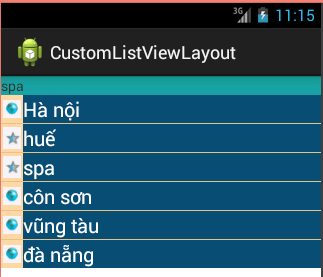 3G 11:15
CustomListViewLayout
spa
Hà nội
huế
spa
côn sơn
vũng tàu
đà nẵng